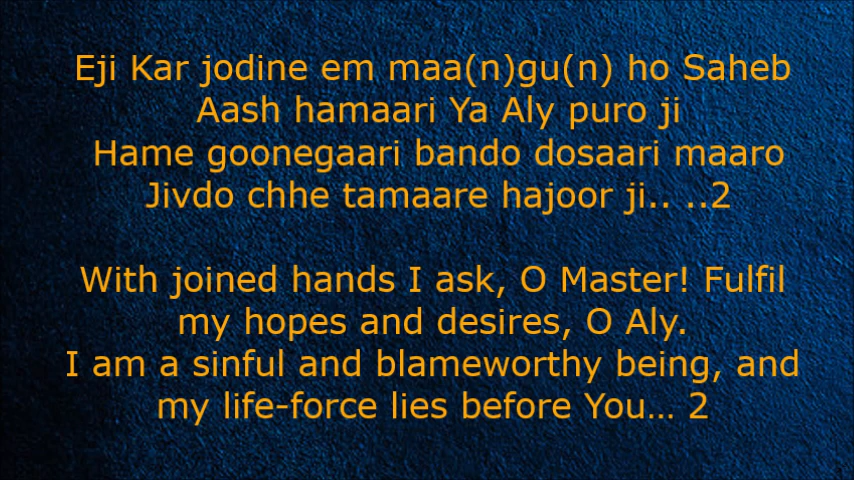 Eji Kar jodine em maa(n)gu(n) ho Saheb
Aash hamaari Ya Aly puro ji
Hame goonegaari bando dosaari maaro
Jivdo chhe tamaare hajoor ji.. ..2
With joined hands I ask, O Master! Fulfil
my hopes and desires, O Aly.
I am a sinful and blameworthy being, and
my life-force lies before You... 2